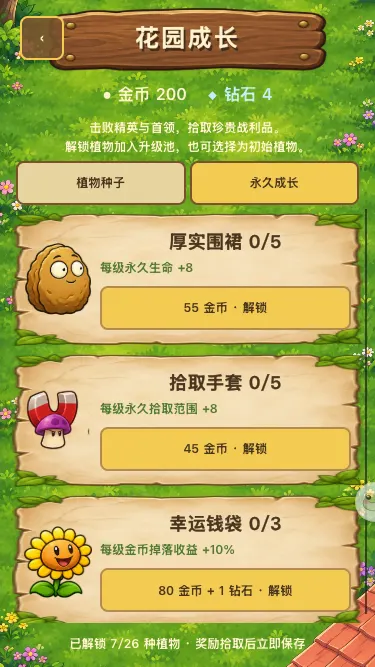 ‹
花园成长
● 金币 200 ◆ 钻石 4
击败精英与首领，拾取珍贵战利品。
解锁植物加入升级池，也可选择为初始植物。
植物种子 永久成长
厚实围裙 0/5
每级永久生命 +8
55 金币 · 解锁
拾取手套 0/5
每级永久拾取范围 +8
45 金币 · 解锁
幸运钱袋 0/3
每级金币掉落收益 +10%
80 金币 + 1 钻石 · 解锁
已解锁 7/26 种植物 · 奖励拾取后立即保存